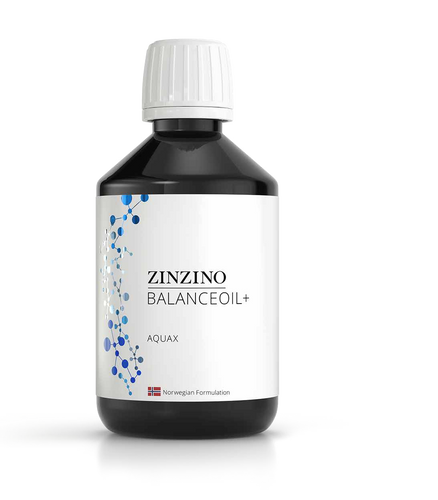 ZINZINO
BALANCEOIL+
AQUAX
Norwegian Formulation